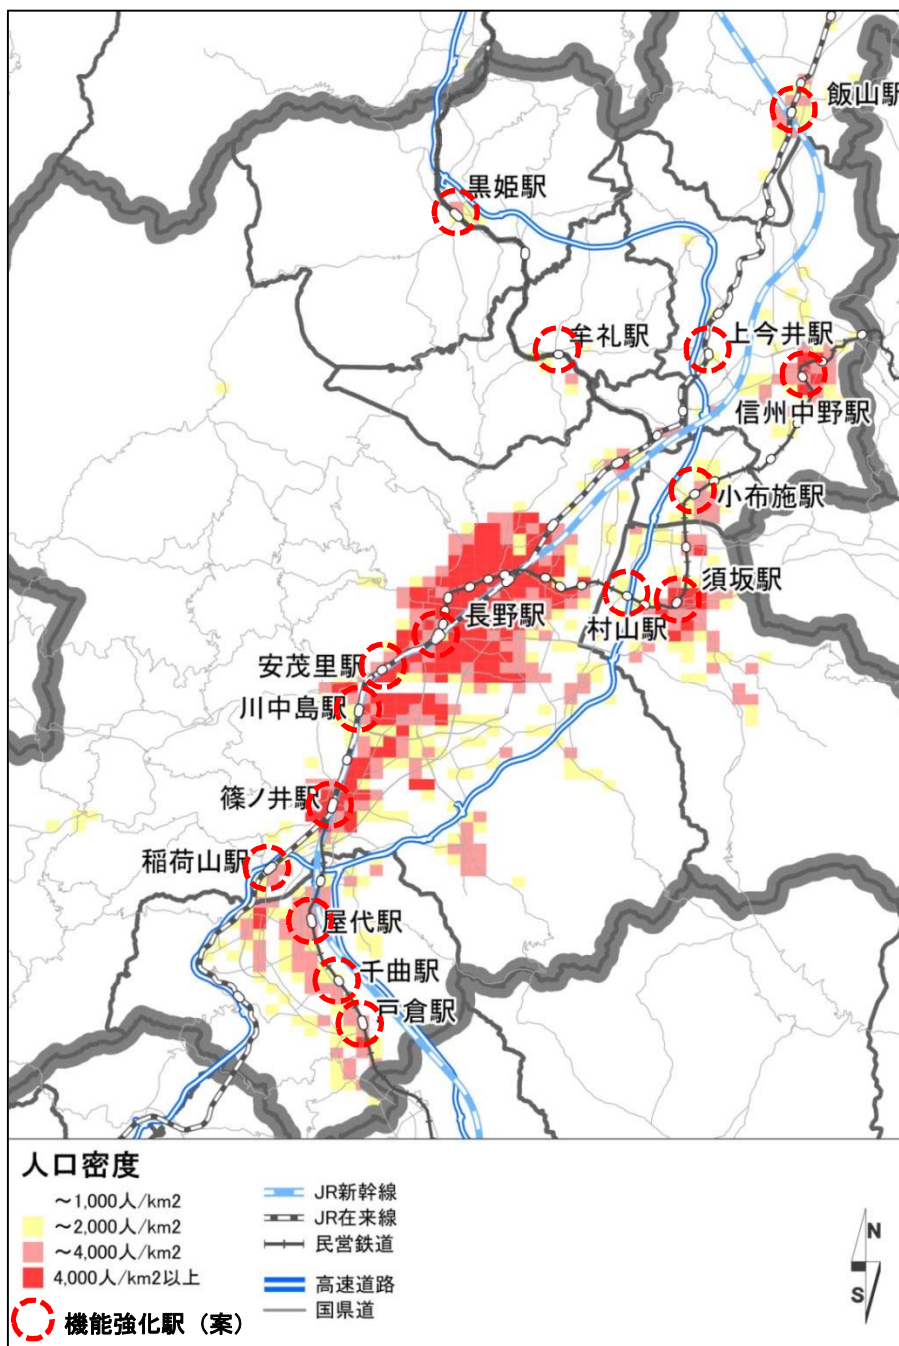 飯山駅
黒姫駅
牟礼駅
上今井駅
信州中野駅
小布施駅
須坂駅
村山駅
長野駅
安茂里駅
川中島駅
篠ノ井駅
稲荷山駅
屋代駅
千曲駅
戸倉駅
人口密度
～1,000人/km2
～2,000人/km2
～4,000人/km2
4,000人/km2以上
機能強化駅（案）
JR新幹線
JR在来線
民営鉄道
高速道路
国県道
N
S